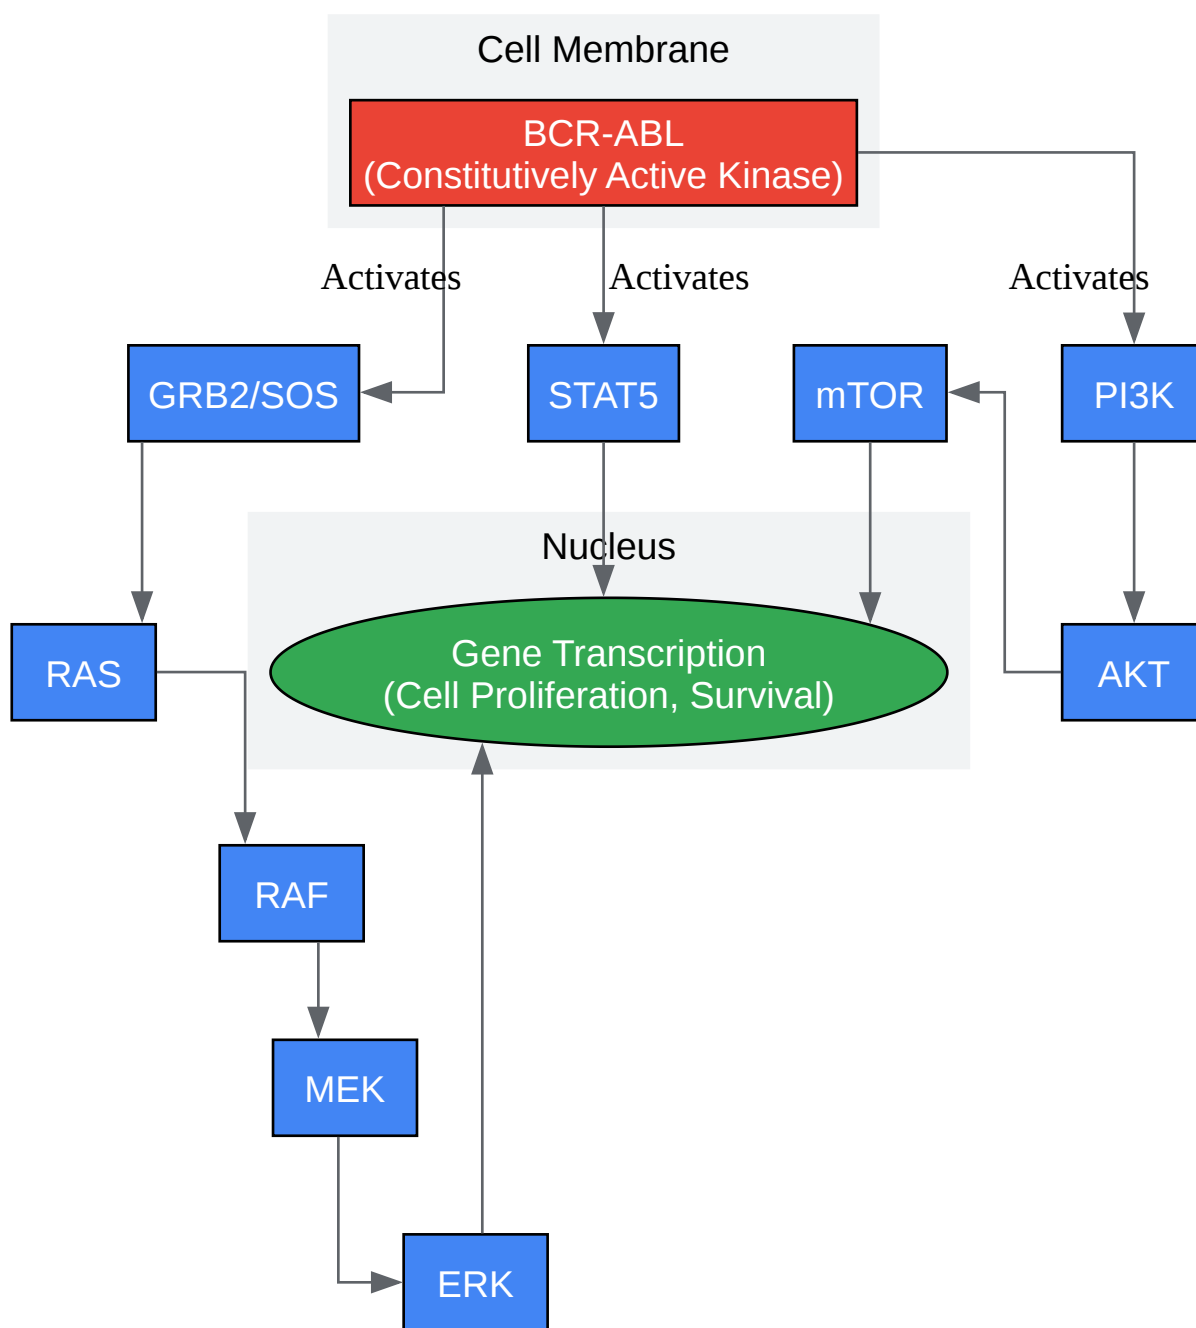 Cell Membrane
BCR-ABL
(Constitutively Active Kinase)
Activates
Activates
Activates
GRB2/SOS
STAT5
mTOR
PI3K
Nucleus
Gene Transcription
(Cell Proliferation, Survival)
RAS
AKT
RAF
MEK
ERK